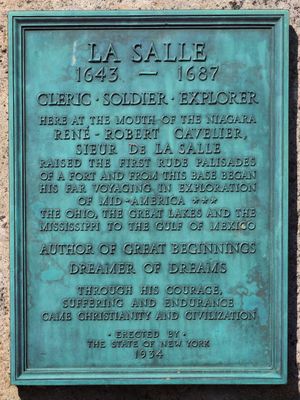 LA SALLE
1643 — 1687
CLERIC · SOLDIER · EXPLORER
HERE AT THE MOUTH OF THE NIAGARA
RENÉ - ROBERT CAVELIER,
SIEUR DE LA SALLE
RAISED THE FIRST RUDE PALISADES
OF A FORT AND FROM THIS BASE BEGAN
HIS FAR VOYAGING IN EXPLORATION
OF MID-AMERICA ***
THE OHIO, THE GREAT LAKES AND THE
MISSISSIPPI TO THE GULF OF MEXICO
AUTHOR OF GREAT BEGINNINGS
DREAMER OF DREAMS
THROUGH HIS COURAGE,
SUFFERING AND ENDURANCE
CAME CHRISTIANITY AND CIVILIZATION
· ERECTED BY ·
THE STATE OF NEW YORK
1934